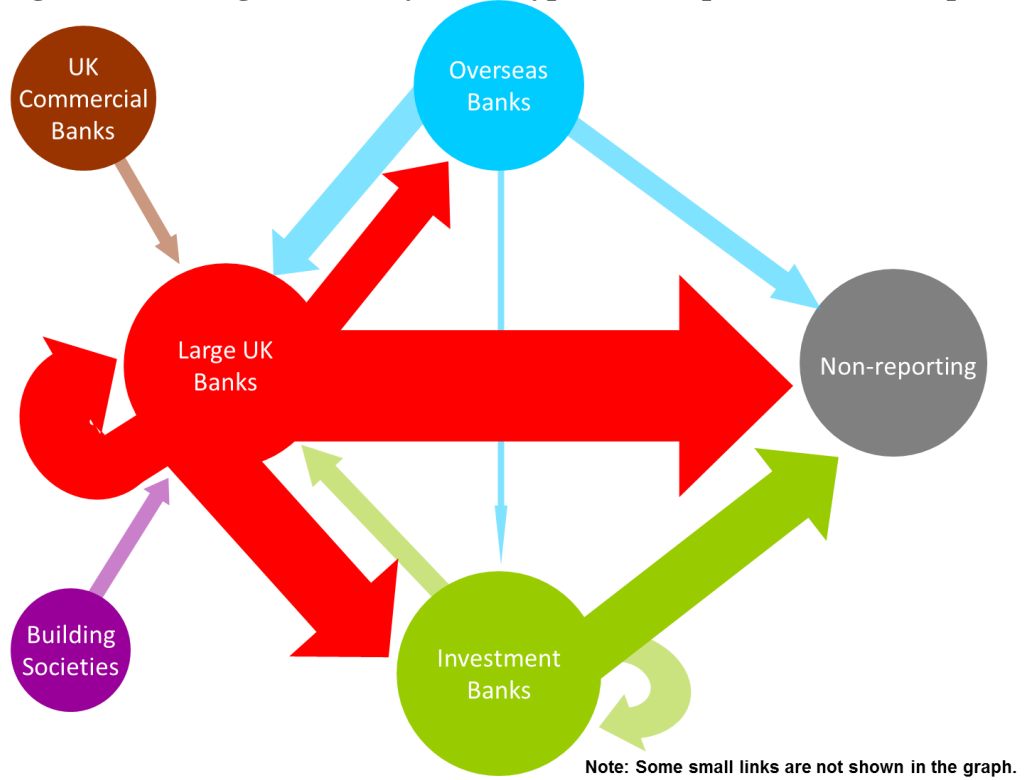 UK
Commercial
Banks
Overseas
Banks
Large UK
Banks
Non-reporting
Building
Societies
Investment
Banks
Note: Some small links are not shown in the graph.